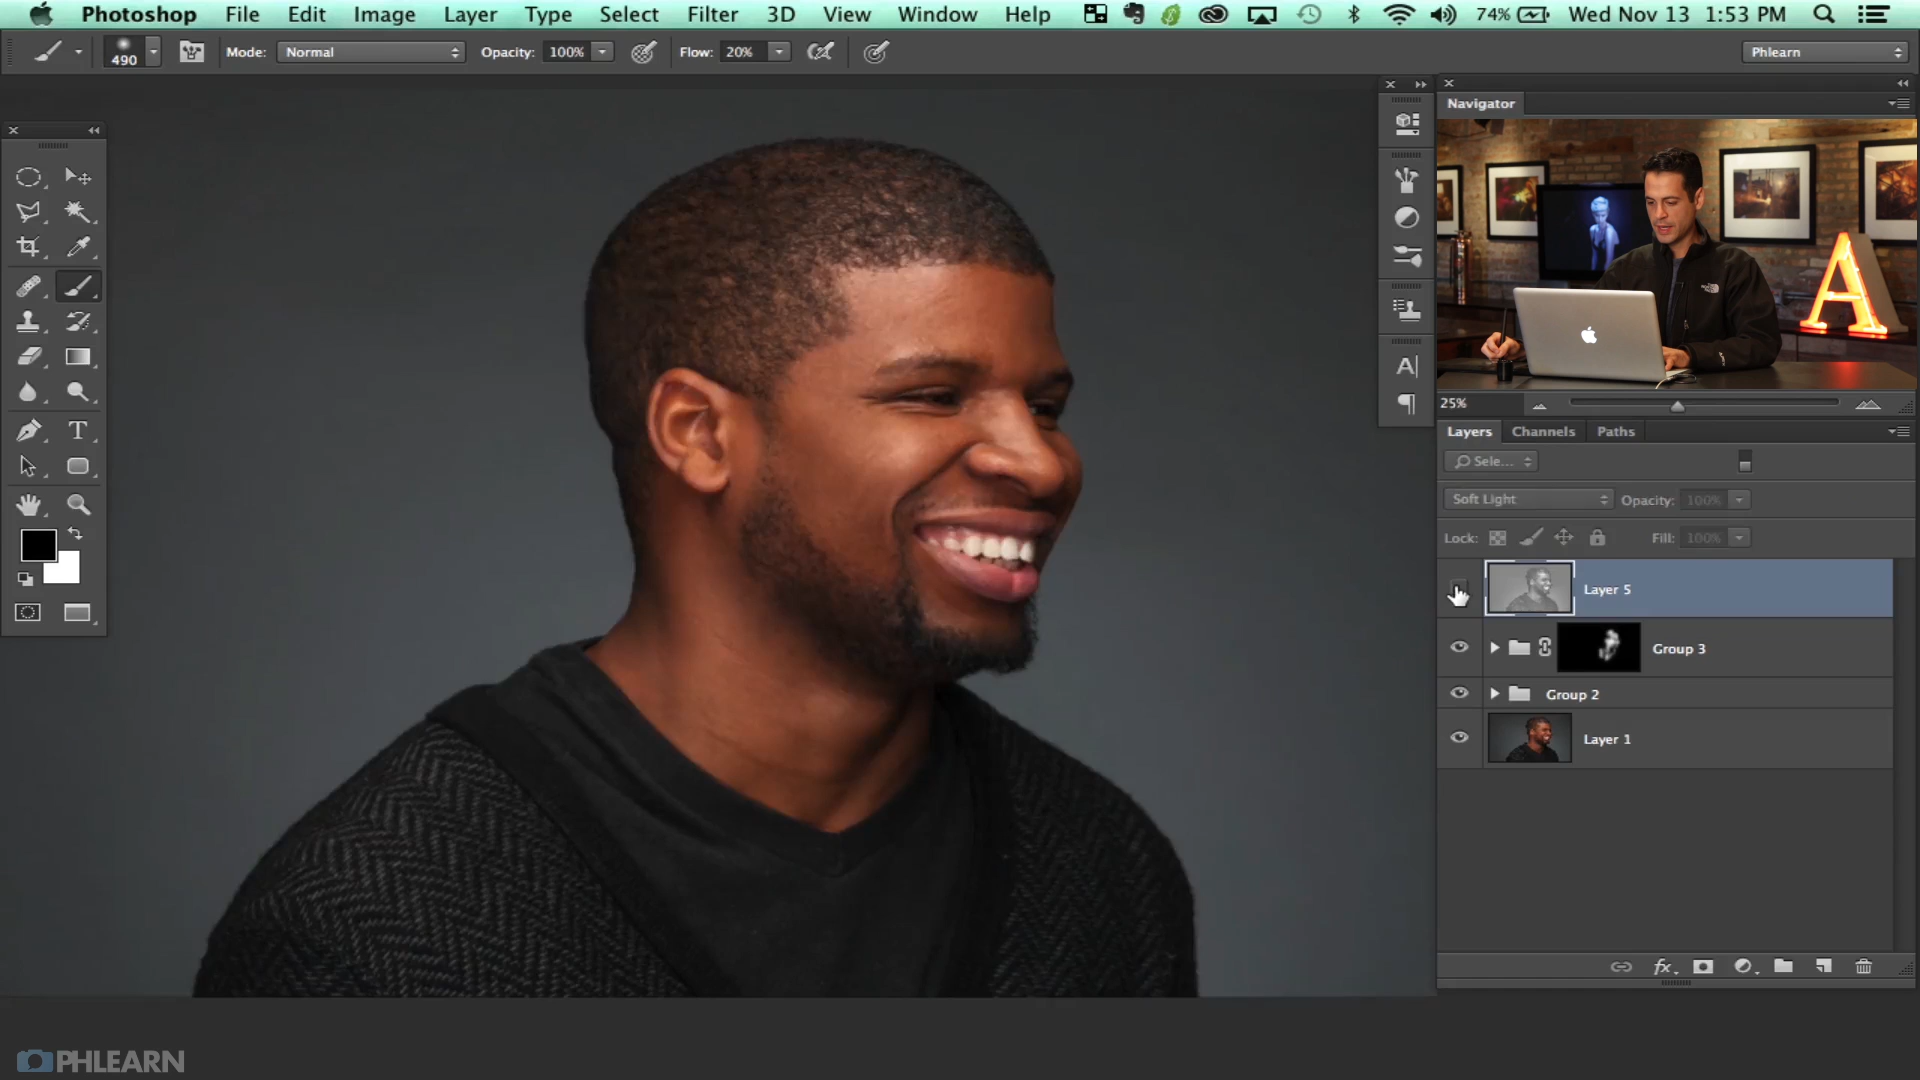 Photoshop File Edit Image Layer Type Select Filter 3D View Window Help 74% Wed Nov 13 1:53 PM
490 Mode: Normal Opacity: 100% Flow: 20% Phlearn
Navigator
A
25%
Layers Channels Paths
Sele...
Soft Light Opacity: 100%
Lock: Fill: 100%
Layer 5
Group 3
Group 2
Layer 1
fx
PHLEARN